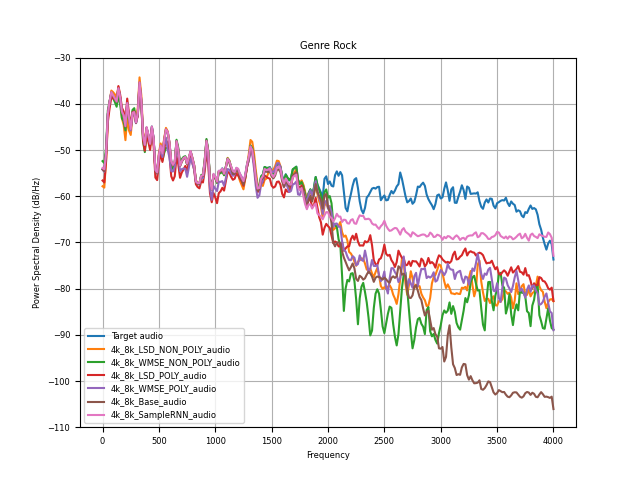 Genre Rock
Power Spectral Density (dB/Hz)
−30
−40
−50
−60
−70
−80
−90
−100
−110
Target audio
4k_8k_LSD_NON_POLY_audio
4k_8k_WMSE_NON_POLY_audio
4k_8k_LSD_POLY_audio
4k_8k_WMSE_POLY_audio
4k_8k_Base_audio
4k_8k_SampleRNN_audio
0 500 1000 1500 2000 2500 3000 3500 4000
Frequency